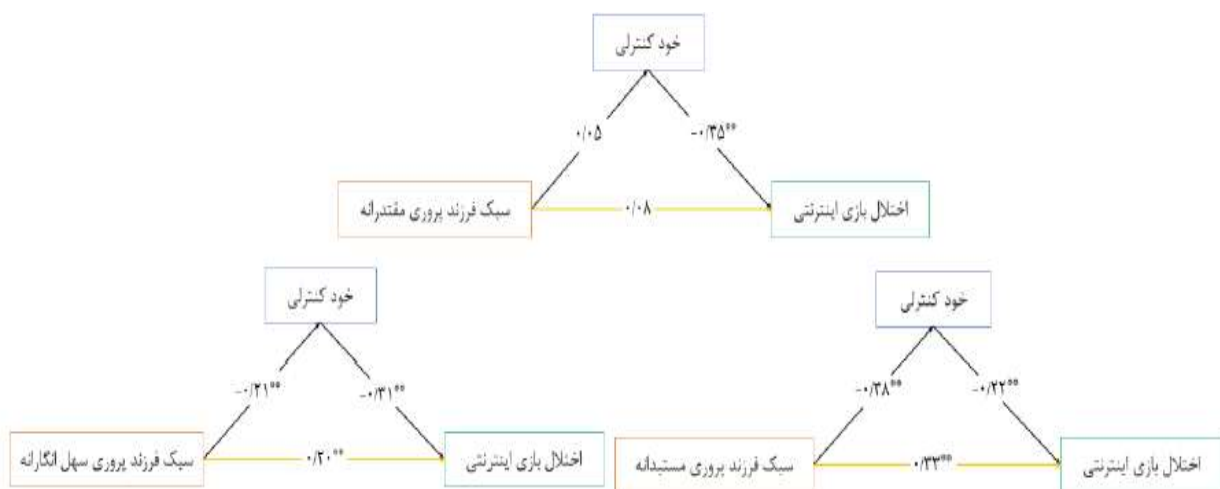 خود کنترلی
۰/۰۵
-۰/۳۵**
سبک فرزند پروری مقتدرانه
۰/۰۸
اختلال بازی اینترنتی
خود کنترلی
-۰/۲۱**
-۰/۳۱**
سبک فرزند پروری سهل انگارانه
۰/۲۰**
اختلال بازی اینترنتی
خود کنترلی
-۰/۳۸**
-۰/۲۲**
سبک فرزند پروری مستبدانه
۰/۳۳**
اختلال بازی اینترنتی